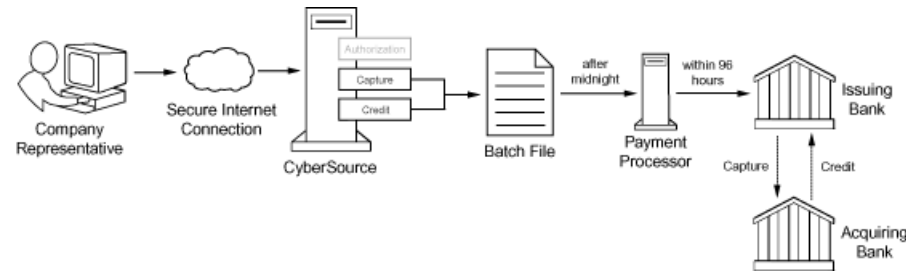 Company
Representative
Secure Internet
Connection
Authorization
Capture
Credit
CyberSource
Batch File
after
midnight
Payment
Processor
within 96
hours
Issuing
Bank
Capture
Credit
Acquiring
Bank